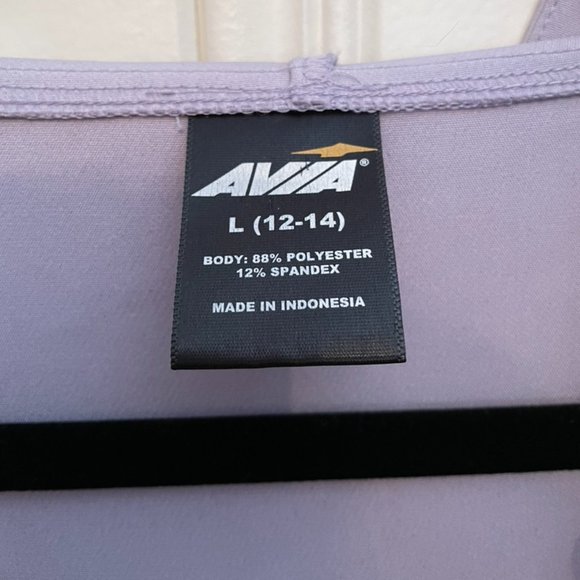 AVIA®
L (12-14)
BODY: 88% POLYESTER
12% SPANDEX
MADE IN INDONESIA